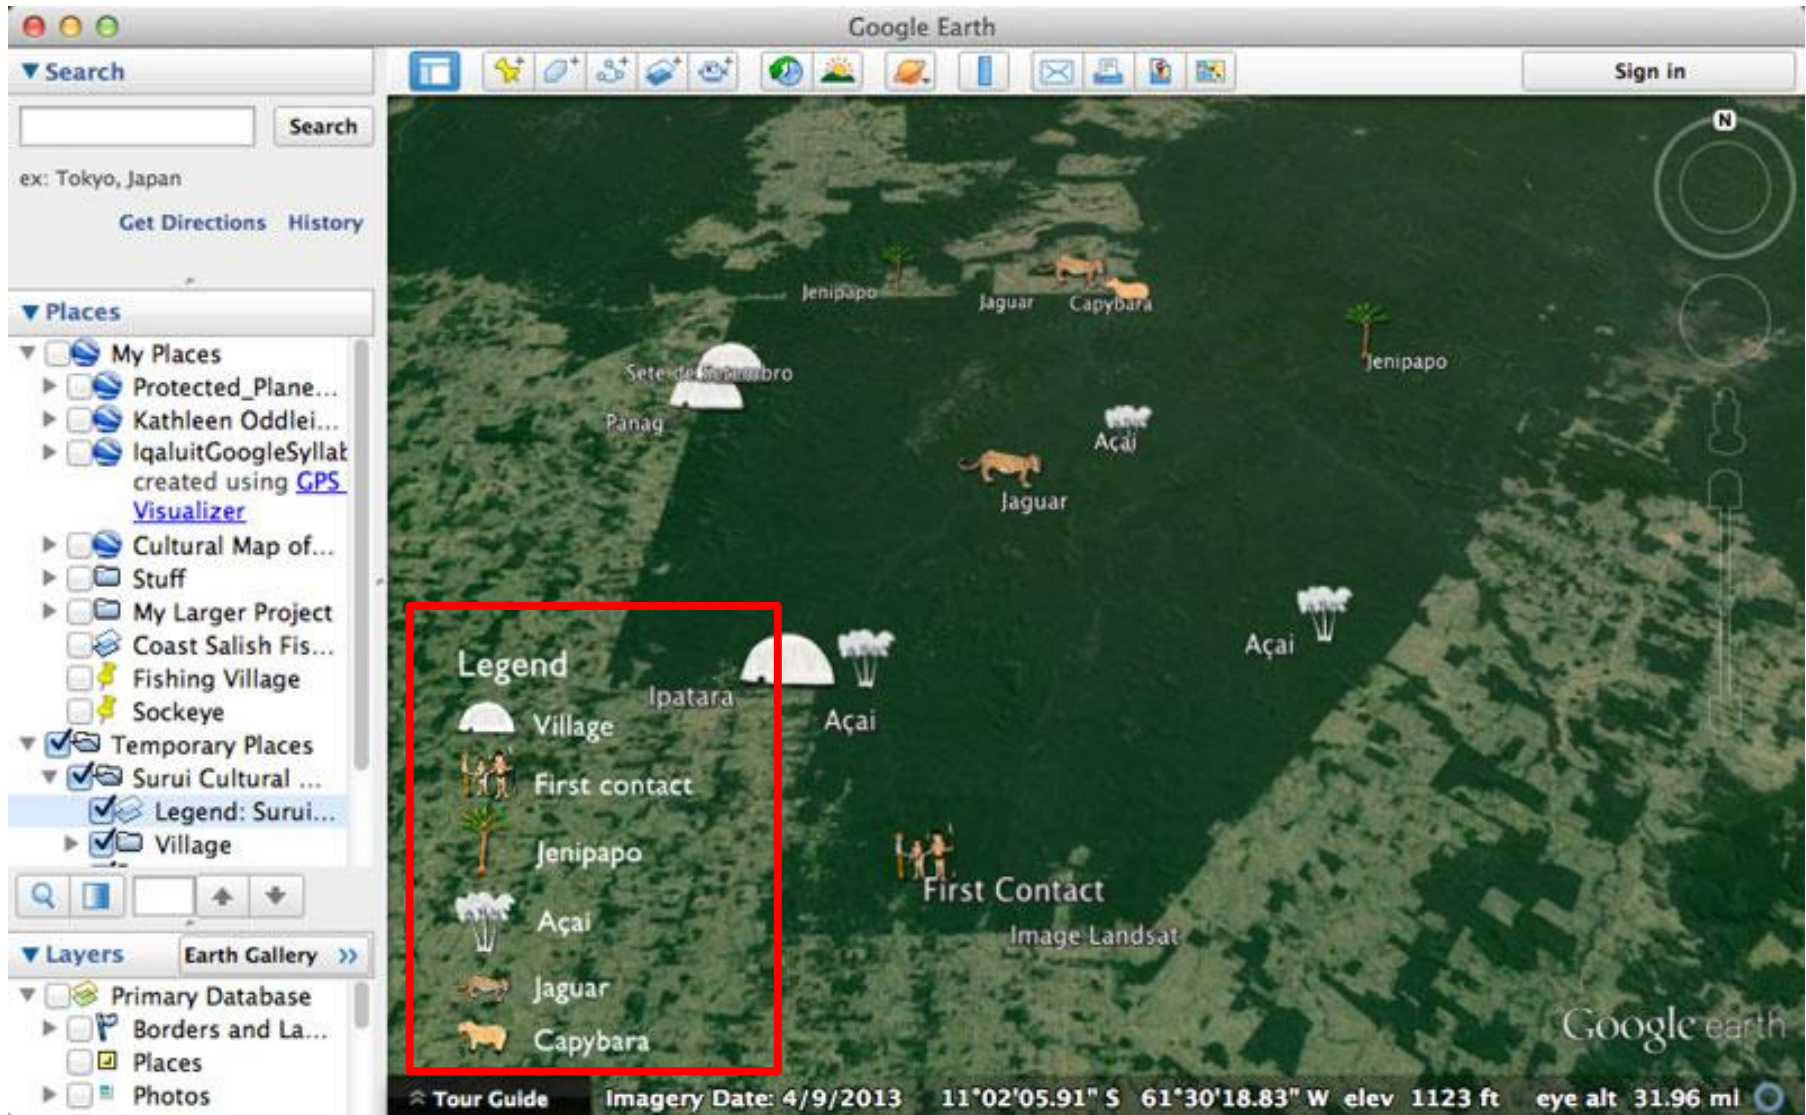 Google Earth
Search
Sign in
Search
ex: Tokyo, Japan
Get Directions History
Places
My Places
Protected_Plane...
Kathleen Oddlei...
IqaluitGoogleSyllab
created using GPS
Visualizer
Cultural Map of...
Stuff
My Larger Project
Coast Salish Fis...
Fishing Village
Sockeye
Temporary Places
Surui Cultural ...
Legend: Surui...
Village
Layers
Earth Gallery >>
Primary Database
Borders and La...
Places
Photos
N
Jenipapo
Jaguar
Capybara
Jenipapo
Sete de Setembro
Panag
Açai
Jaguar
Açai
Ipatara
Açai
First Contact
Image Landsat
Legend
Village
First contact
Jenipapo
Açai
Jaguar
Capybara
Google earth
Tour Guide
Imagery Date: 4/9/2013 11°02'05.91" S 61°30'18.83" W elev 1123 ft eye alt 31.96 mi